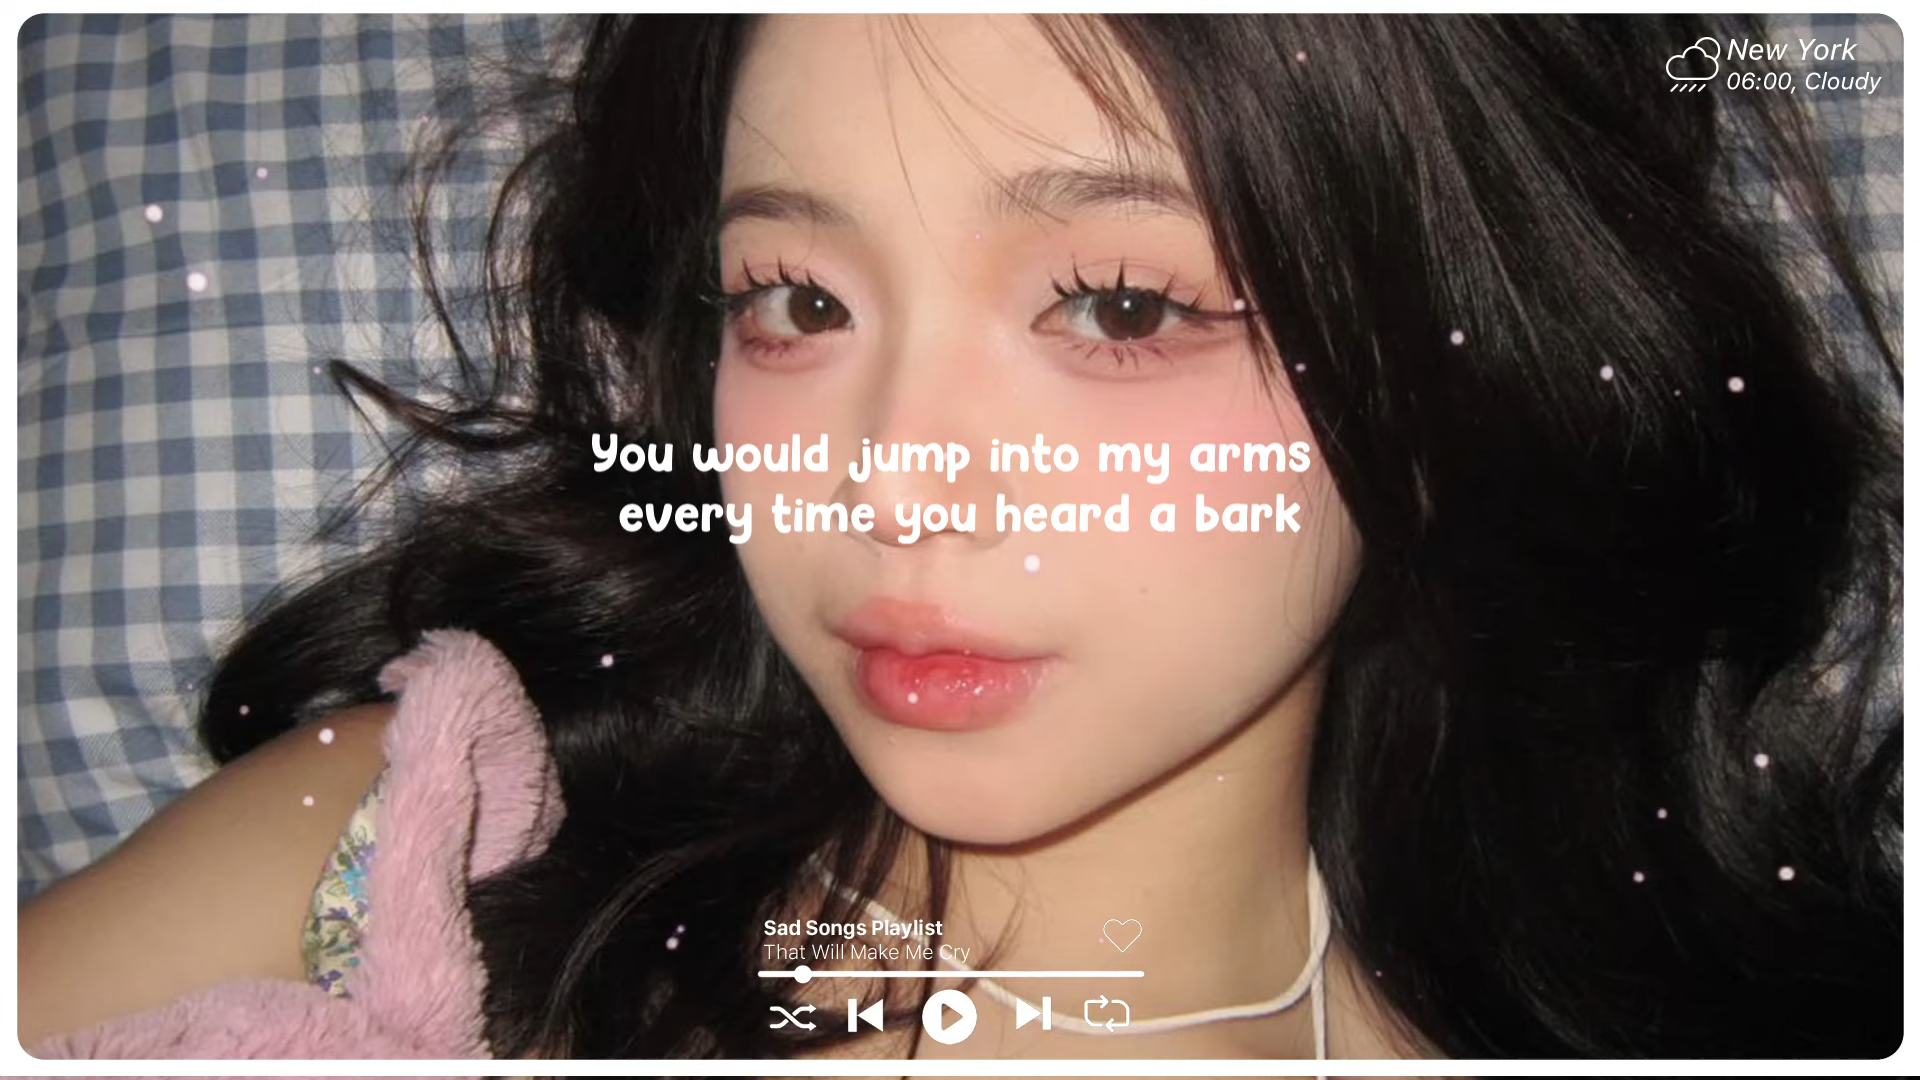 New York
06:00, Cloudy
You would jump into my arms
every time you heard a bark
Sad Songs Playlist
That Will Make Me Cry